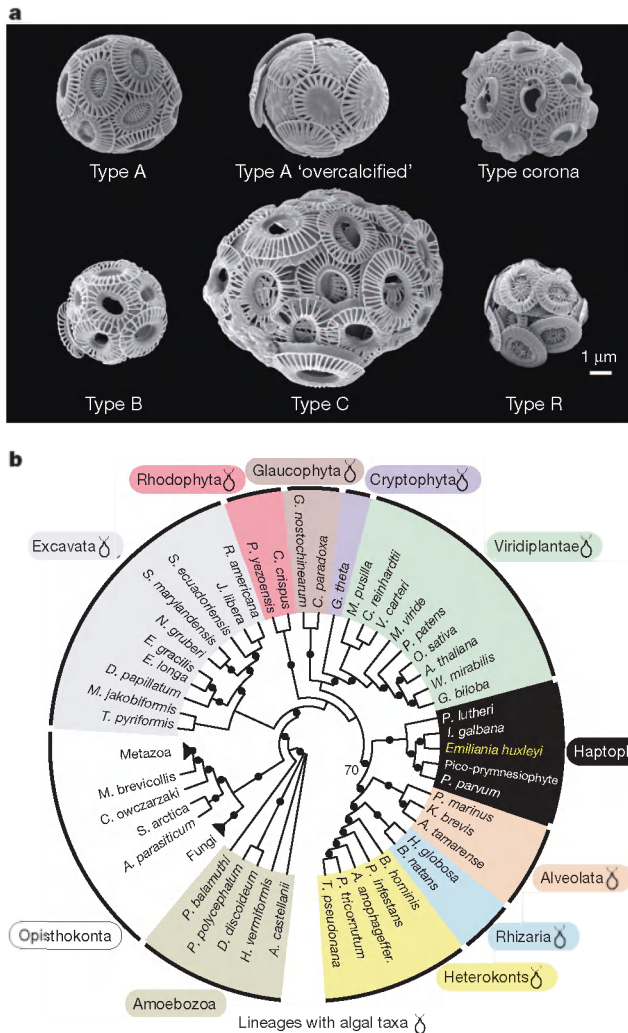 a
Type A
Type A 'overcalcified'
Type corona
Type B
Type C
Type R
1 μm
b
Rhodophyta
Glaucophyta
Cryptophyta
Excavata
Viridiplantae
T. pyriformis
M. jakobiformis
D. papillatum
E. longa
E. gracilis
N. gruberi
S. marylandensis
S. ecuadorfensis
J. libera
R. americana
P. yezoensis
C. crispus
G. nostochinearum
C. paradoxa
G. theta
M. pusilla
C. reinhardtii
V. carteri
M. viride
P. patens
O. sativa
A. thaliana
W. mirabilis
G. biloba
P. lutheri
I. galbana
Emiliania huxleyi
Pico-prymnesiophyte
P. parvum
Haptoph
P. marinus
K. brevis
A. tamarense
Alveolata
H. globosa
B. natans
Rhizaria
B. hominis
P. infestans
A. anophageffer.
P. tricornutum
T. pseudonana
Heterokonts
70
Metazoa
M. brevicollis
C. owczarzaki
S. arctica
A. parasiticum
Fungi
Opisthokonta
P. balamuthi
P. polycephalum
D. discoideum
H. vermiformis
A. castellanii
Amoebozoa
Lineages with algal taxa